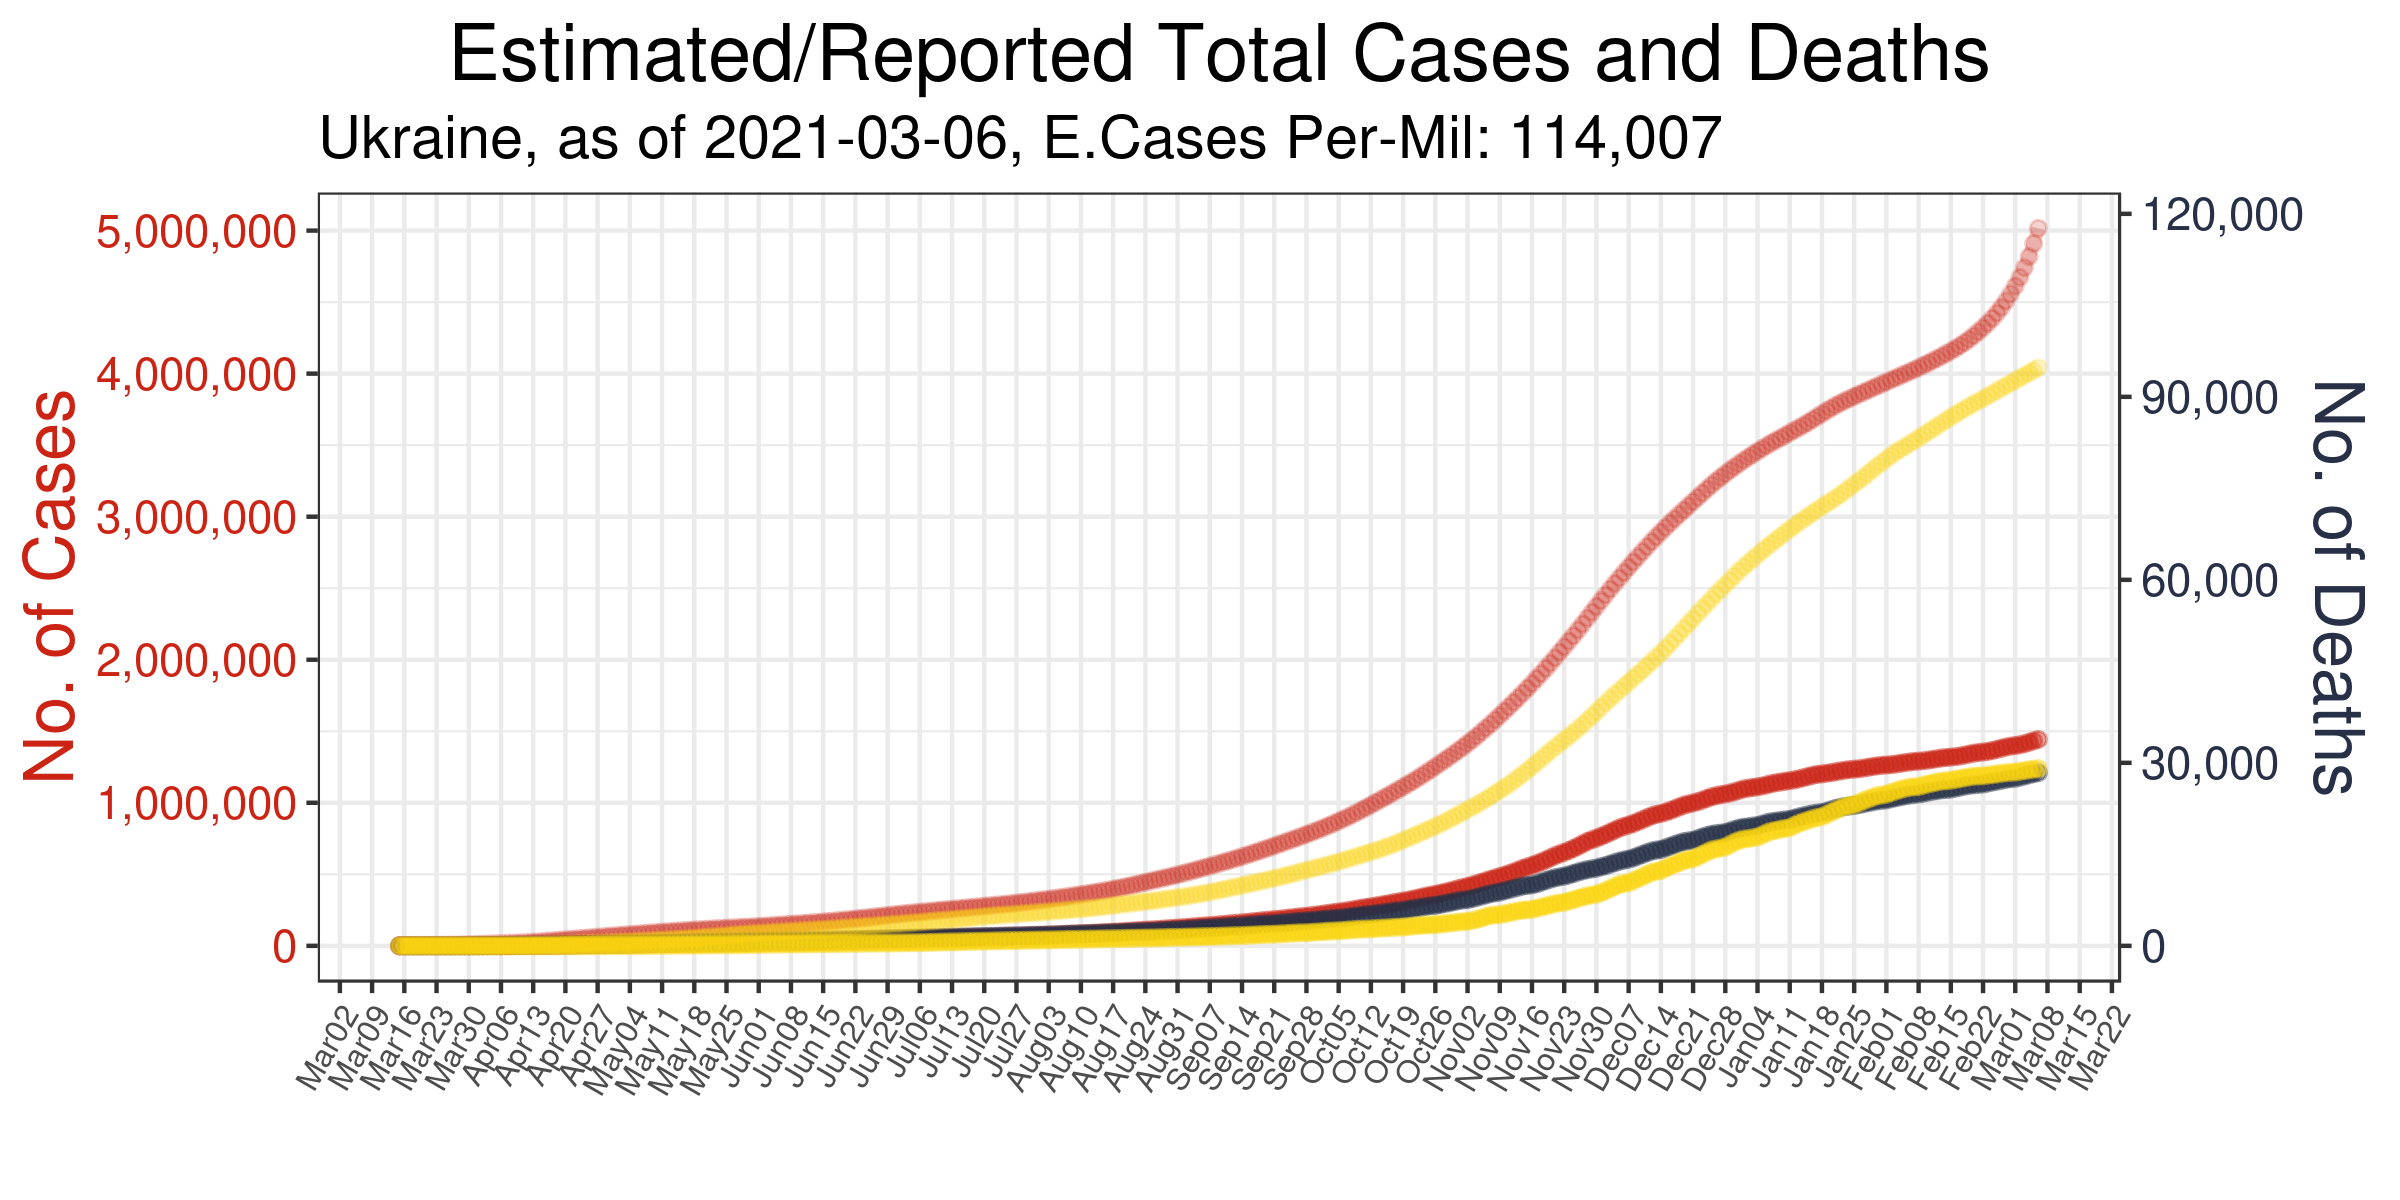 Estimated/Reported Total Cases and Deaths
Ukraine, as of 2021-03-06, E.Cases Per-Mil: 114,007
No. of Cases
5,000,000
4,000,000
3,000,000
2,000,000
1,000,000
0
120,000
90,000
60,000
30,000
0
No. of Deaths
Mar02 Mar09 Mar16 Mar23 Mar30 Apr06 Apr13 Apr20 Apr27 May04 May11 May18 May25 Jun01 Jun08 Jun15 Jun22 Jun29 Jul06 Jul13 Jul20 Jul27 Aug03 Aug10 Aug17 Aug24 Aug31 Sep07 Sep14 Sep21 Sep28 Oct05 Oct12 Oct19 Oct26 Nov02 Nov09 Nov16 Nov23 Nov30 Dec07 Dec14 Dec21 Dec28 Jan04 Jan11 Jan18 Jan25 Feb01 Feb08 Feb15 Feb22 Mar01 Mar08 Mar15 Mar22